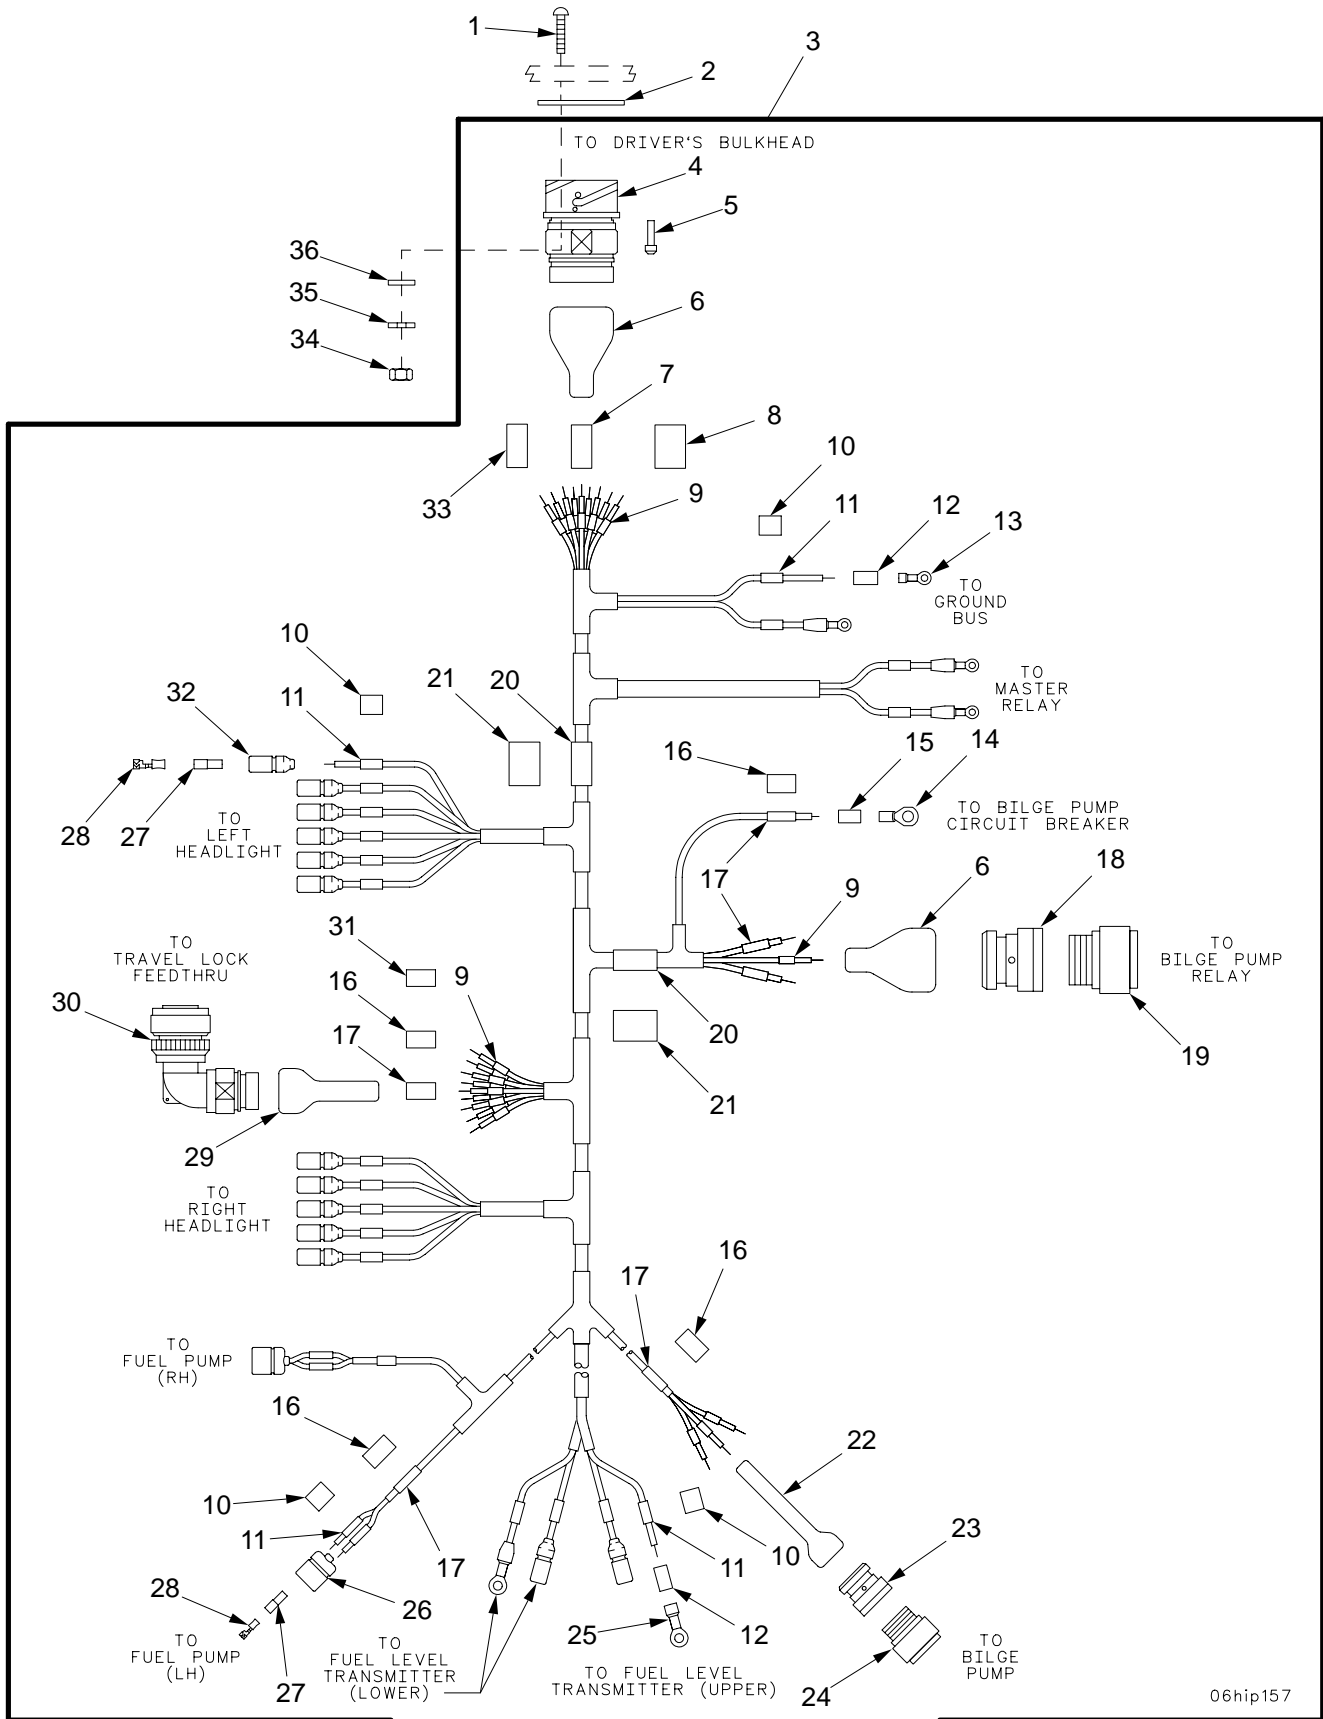 1
3
2
TO DRIVER'S BULKHEAD
4
5
36
35
34
6
7
8
33
9
10
11
12
13
TO
GROUND
BUS
10
32
11
21
20
TO
MASTER
RELAY
16
15
14
TO BILGE PUMP
CIRCUIT BREAKER
28
27
TO
LEFT
HEADLIGHT
17
9
6
18
TO
TRAVEL LOCK
FEEDTHRU
31
16
17
9
30
TO
BILGE PUMP
RELAY
20
19
21
29
TO
RIGHT
HEADLIGHT
16
17
TO
FUEL PUMP
(RH)
16
10
11
17
22
10
11
23
28
26
12
25
TO
FUEL PUMP
(LH)
27
TO
FUEL LEVEL
TRANSMITTER
(LOWER)
TO FUEL LEVEL
TRANSMITTER (UPPER)
24
TO
BILGE
PUMP
06hip157